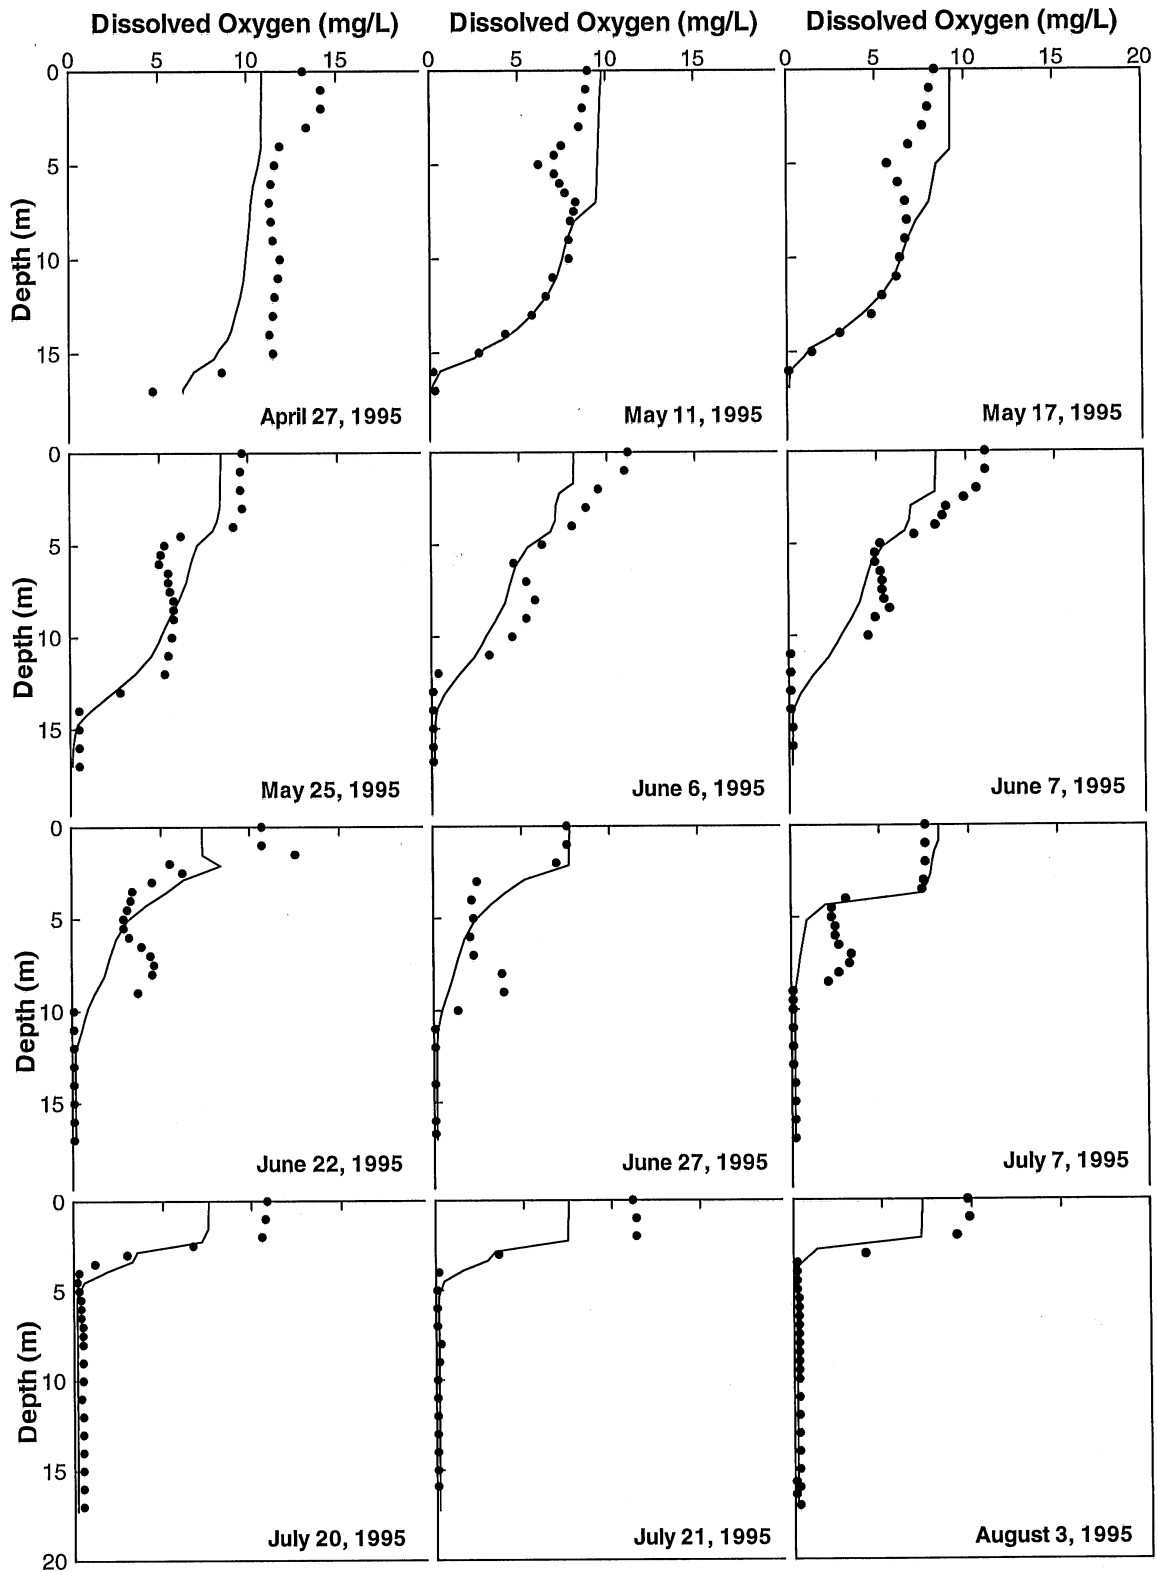 Dissolved Oxygen (mg/L) Dissolved Oxygen (mg/L) Dissolved Oxygen (mg/L)
0 5 10 15 0 5 10 15 0 5 10 15 20
0
5
Depth (m)
10
15
April 27, 1995 May 11, 1995 May 17, 1995
0
5
Depth (m)
10
15
May 25, 1995 June 6, 1995 June 7, 1995
0
5
Depth (m)
10
15
June 22, 1995 June 27, 1995 July 7, 1995
0
5
Depth (m)
10
15
July 20, 1995 July 21, 1995 August 3, 1995
20